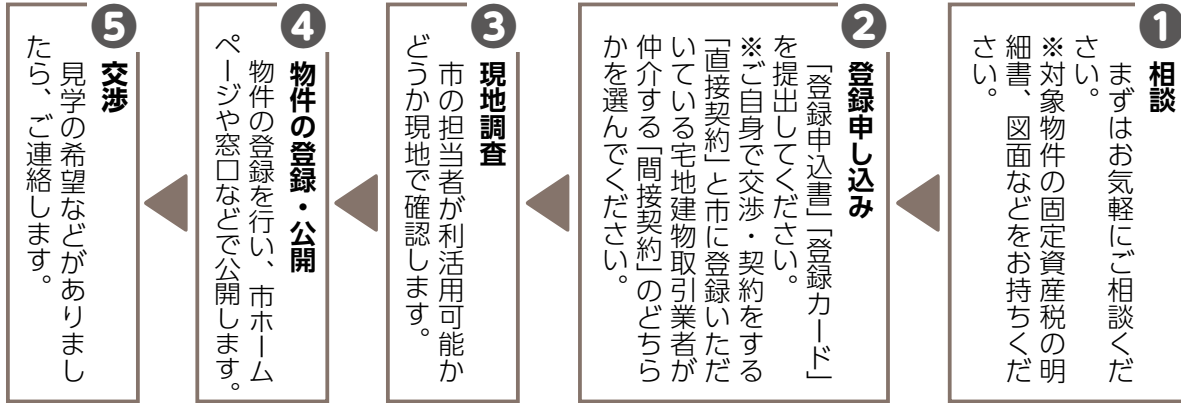 ❶
相談
まずはお気軽にご相談くだ
さい。
※対象物件の固定資産税の明
細書、図面などをお持ちくだ
さい。
❷
登録申し込み
「登録申込書」「登録カード」
を提出してください。
※ご自身で交渉・契約をする
「直接契約」と市に登録いただ
いている宅地建物取引業者が
仲介する「間接契約」のどちら
かを選んでください。
❸
現地調査
市の担当者が利活用可能か
どうか現地で確認します。
❹
物件の登録・公開
物件の登録を行い、市ホーム
ページや窓口などで公開します。
❺
交渉
見学の希望などがありまし
たら、ご連絡します。